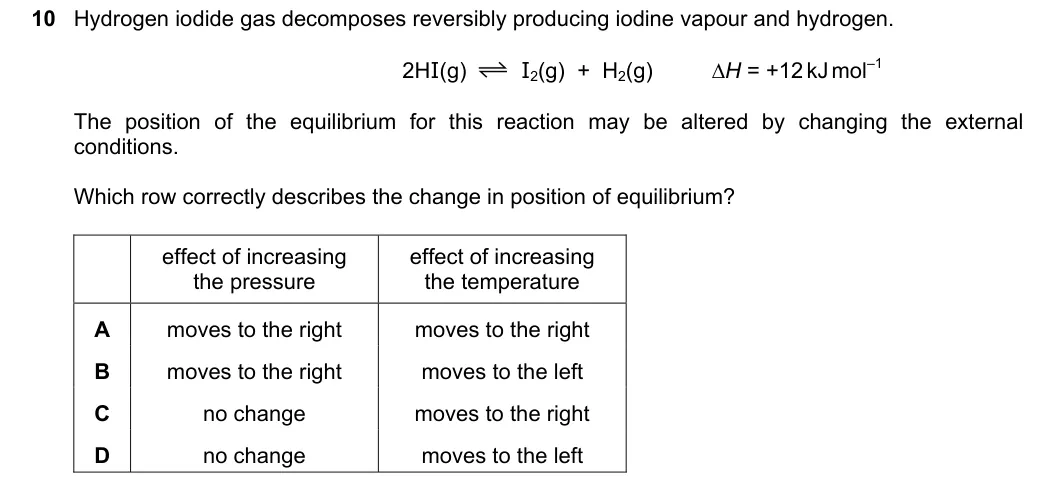 10 Hydrogen iodide gas decomposes reversibly producing iodine vapour and hydrogen.
2HI(g) ⇌ I₂(g) + H₂(g) ΔH = +12 kJ mol⁻¹
The position of the equilibrium for this reaction may be altered by changing the external
conditions.
Which row correctly describes the change in position of equilibrium?
effect of increasing the pressure effect of increasing the temperature
A moves to the right moves to the right
B moves to the right moves to the left
C no change moves to the right
D no change moves to the left